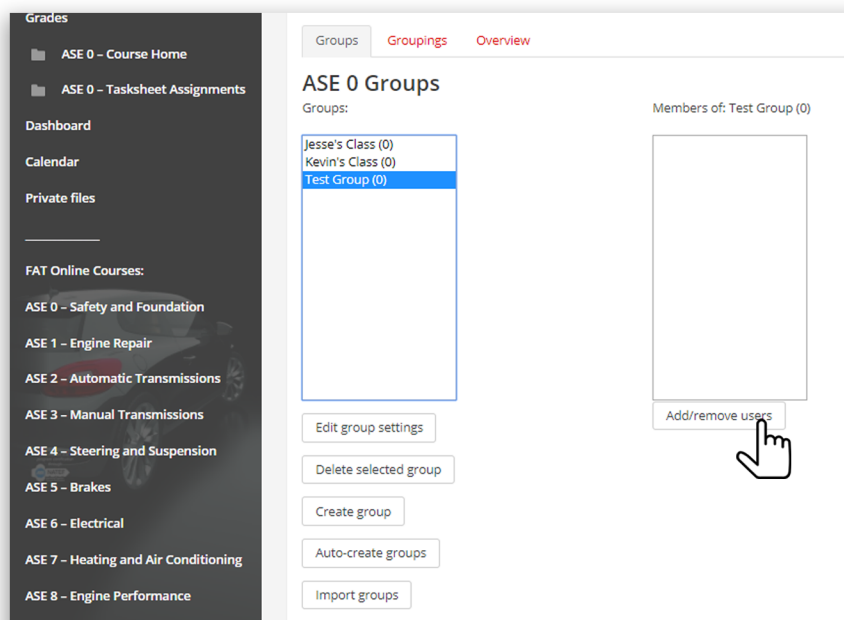 Grades
ASE 0 – Course Home
ASE 0 – Tasksheet Assignments
Dashboard
Calendar
Private files
FAT Online Courses:
ASE 0 – Safety and Foundation
ASE 1 – Engine Repair
ASE 2 – Automatic Transmissions
ASE 3 – Manual Transmissions
ASE 4 – Steering and Suspension
ASE 5 – Brakes
ASE 6 – Electrical
ASE 7 – Heating and Air Conditioning
ASE 8 – Engine Performance
Groups Groupings Overview
ASE 0 Groups
Groups:
Jesse's Class (0)
Kevin's Class (0)
Test Group (0)
Edit group settings
Delete selected group
Create group
Auto-create groups
Import groups
Members of: Test Group (0)
Add/remove users